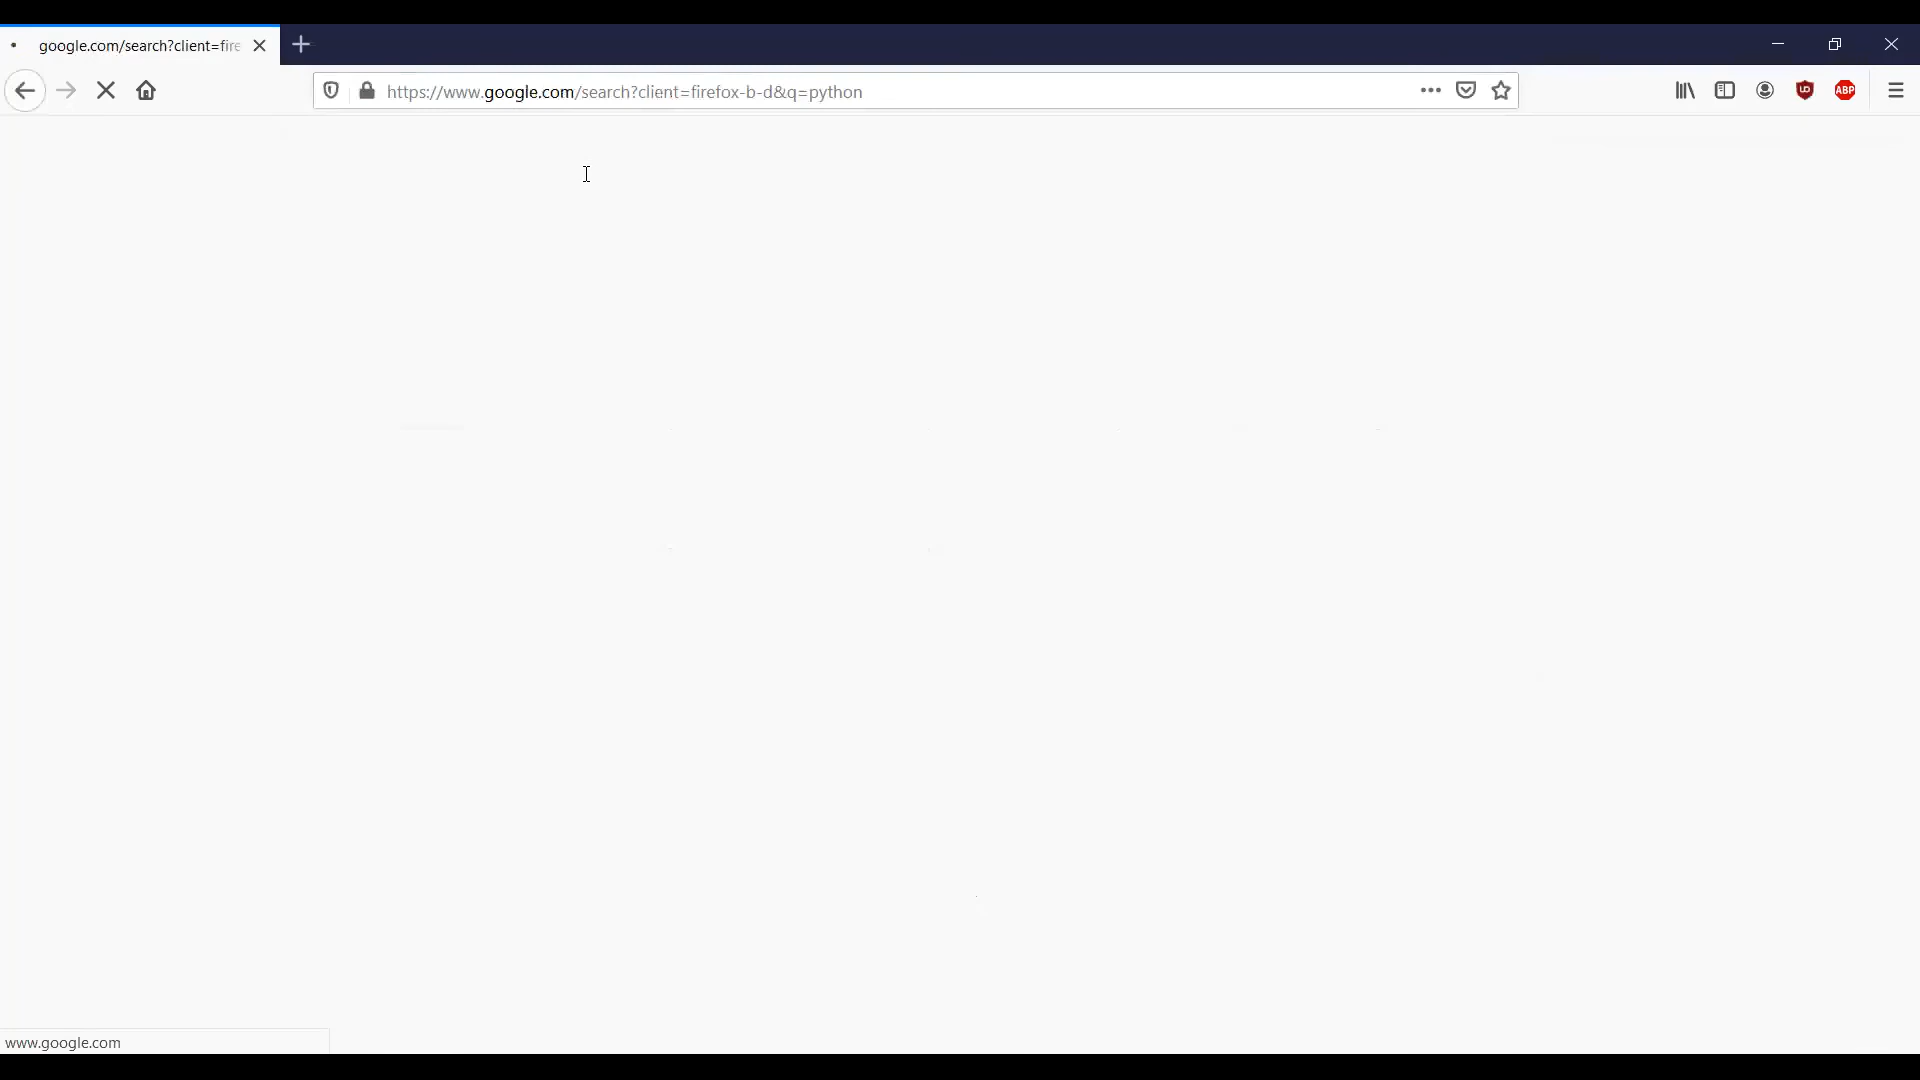 google.com/search?client=fire
https://www.google.com/search?client=firefox-b-d&q=python
ABP
www.google.com